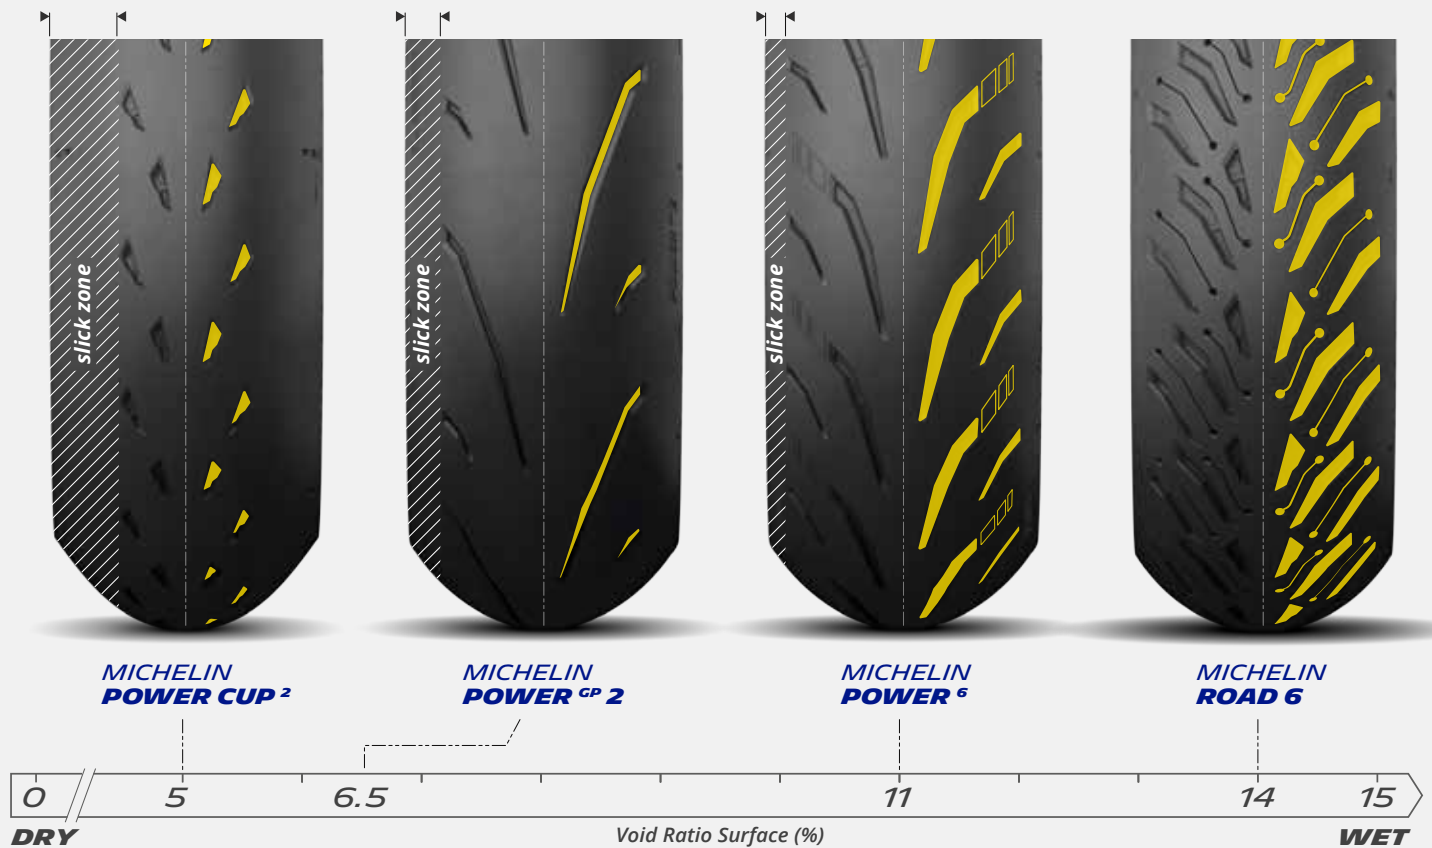 slick zone
slick zone
slick zone
MICHELIN
POWER CUP ²
MICHELIN
POWER ᴳᴾ 2
MICHELIN
POWER ⁶
MICHELIN
ROAD 6
0 5 6.5 11 14 15
DRY Void Ratio Surface (%) WET